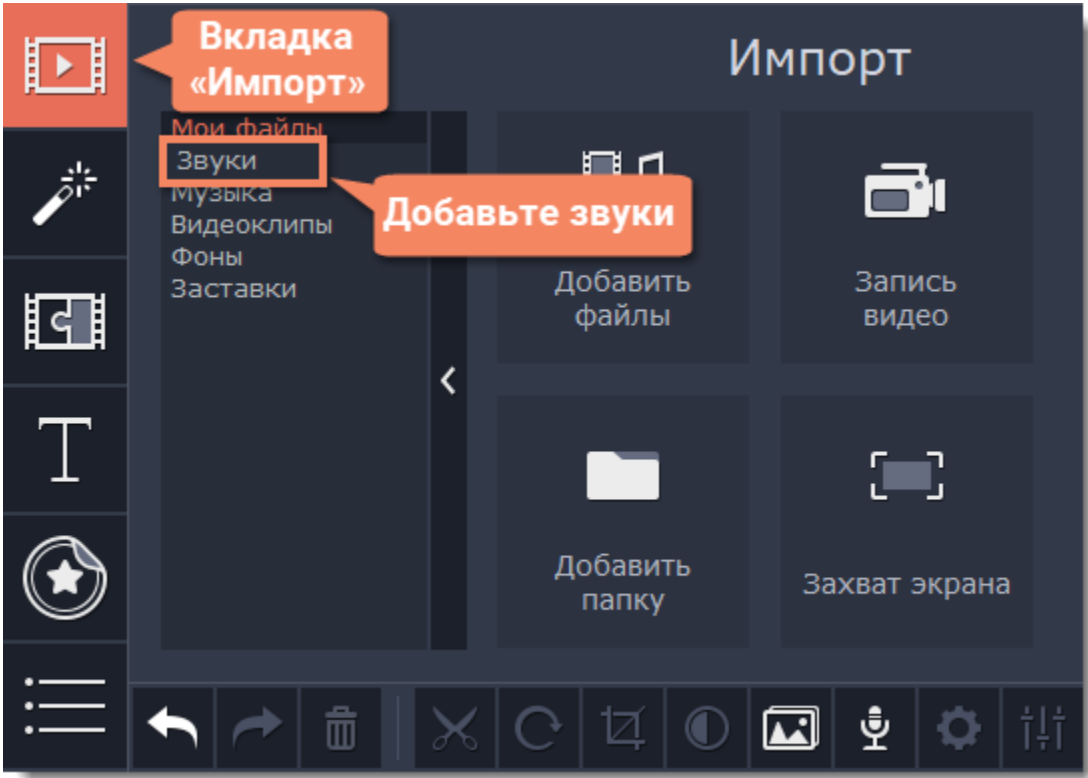 Вкладка
«Импорт»
Импорт
Мои файлы
Звуки
Музыка
Видеоклипы
Фоны
Заставки
Добавьте звуки
Добавить
файлы
Запись
видео
Добавить
папку
Захват экрана